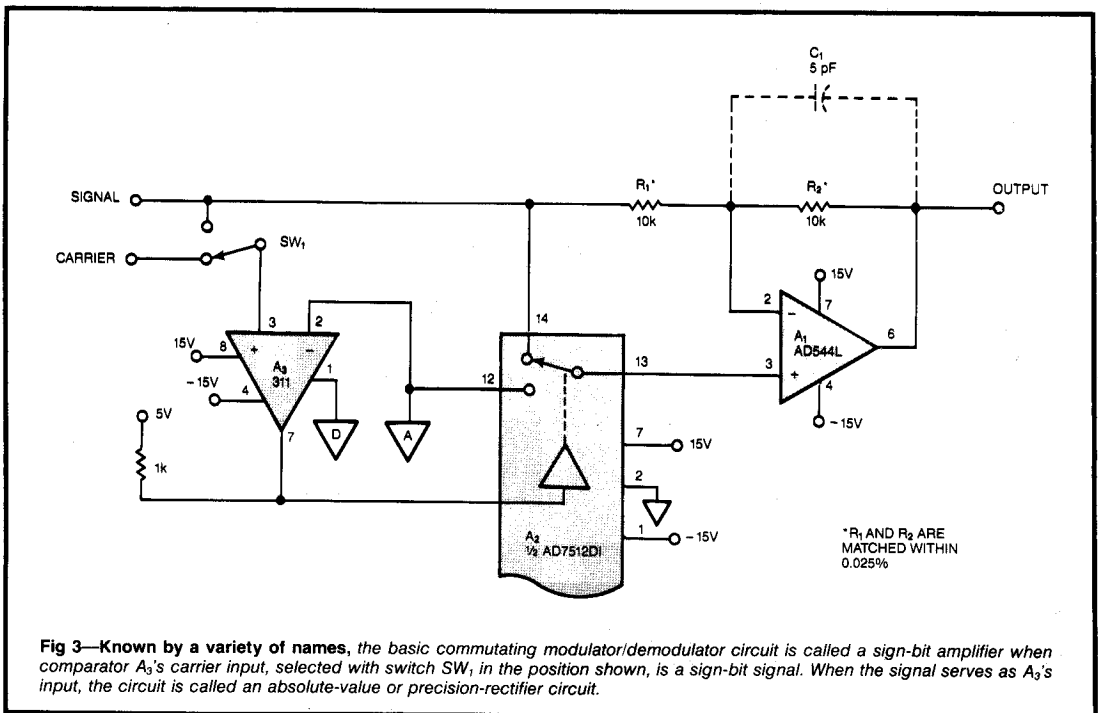 C1
5 pF
SIGNAL
R1*
10k
R2*
10k
OUTPUT
CARRIER
SW1
3
2
15V
8
+
−
A3
311
1
−15V
4
5V
7
D
A
1k
14
12
13
15V
7
2
−
A1
AD544L
6
3
+
4
−15V
7
15V
2
1
−15V
A2
½ AD7512DI
*R1 AND R2 ARE
MATCHED WITHIN
0.025%
Fig 3—Known by a variety of names, the basic commutating modulator/demodulator circuit is called a sign-bit amplifier when
comparator A3's carrier input, selected with switch SW1 in the position shown, is a sign-bit signal. When the signal serves as A3's
input, the circuit is called an absolute-value or precision-rectifier circuit.